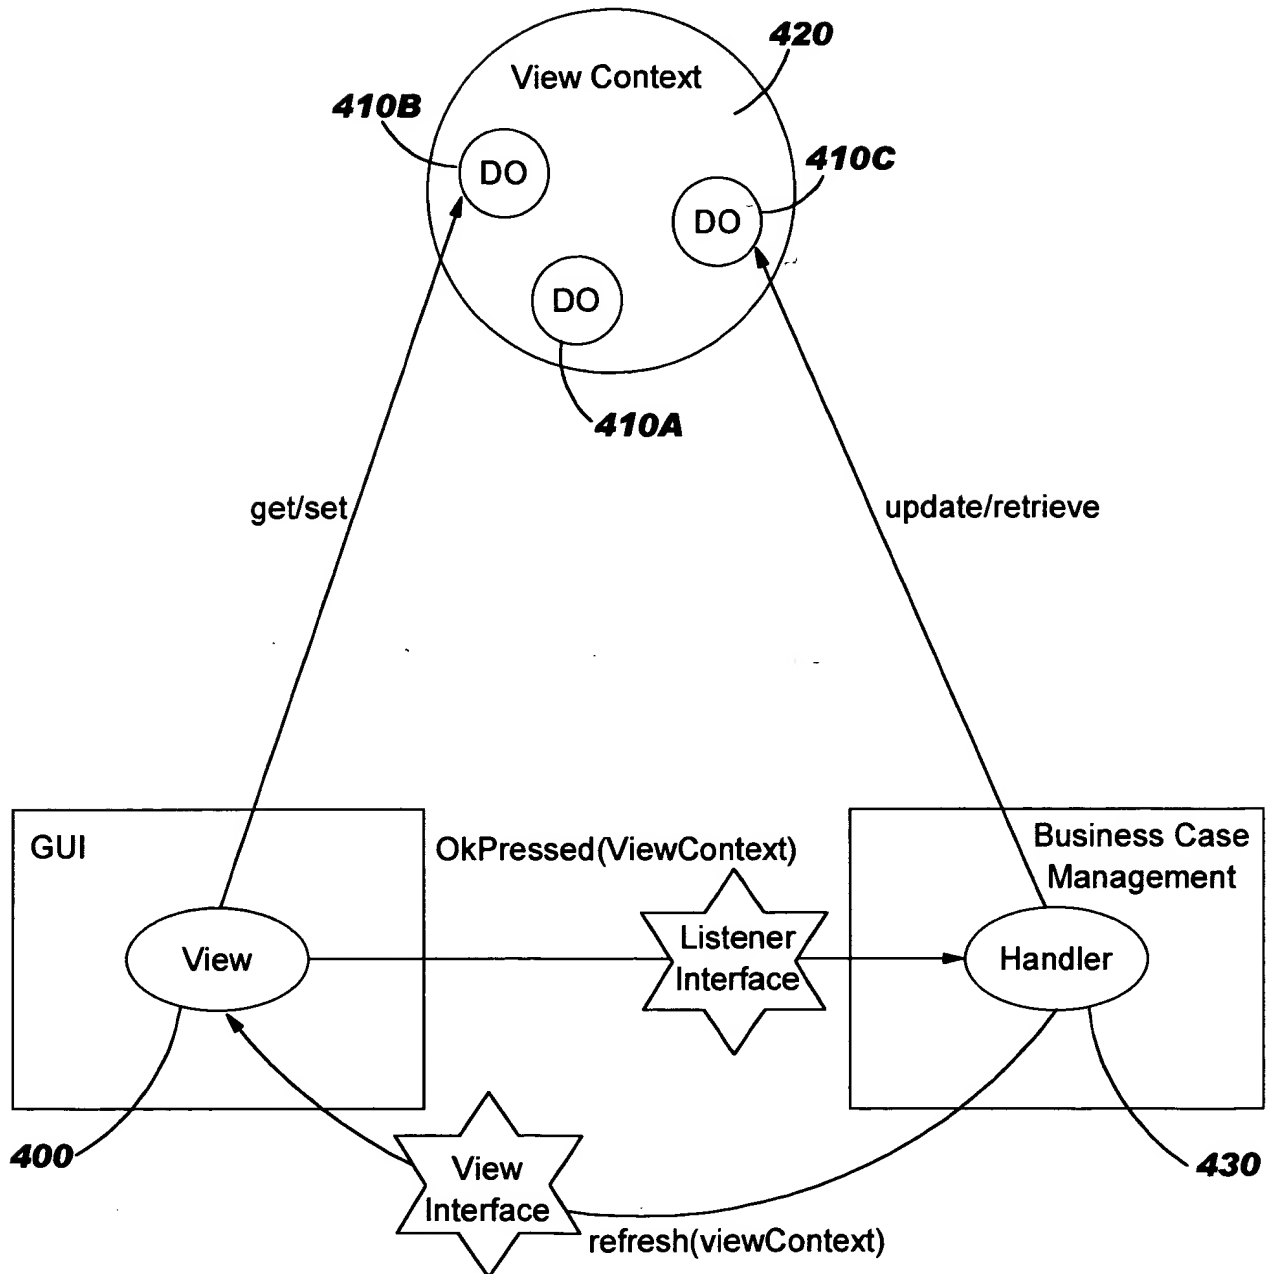 420
View Context
410B
410C
DO
DO
DO
410A
get/set
update/retrieve
GUI
OkPressed(ViewContext)
Business Case
Management
Listener
Interface
View
Handler
400
View
Interface
430
refresh(viewContext)